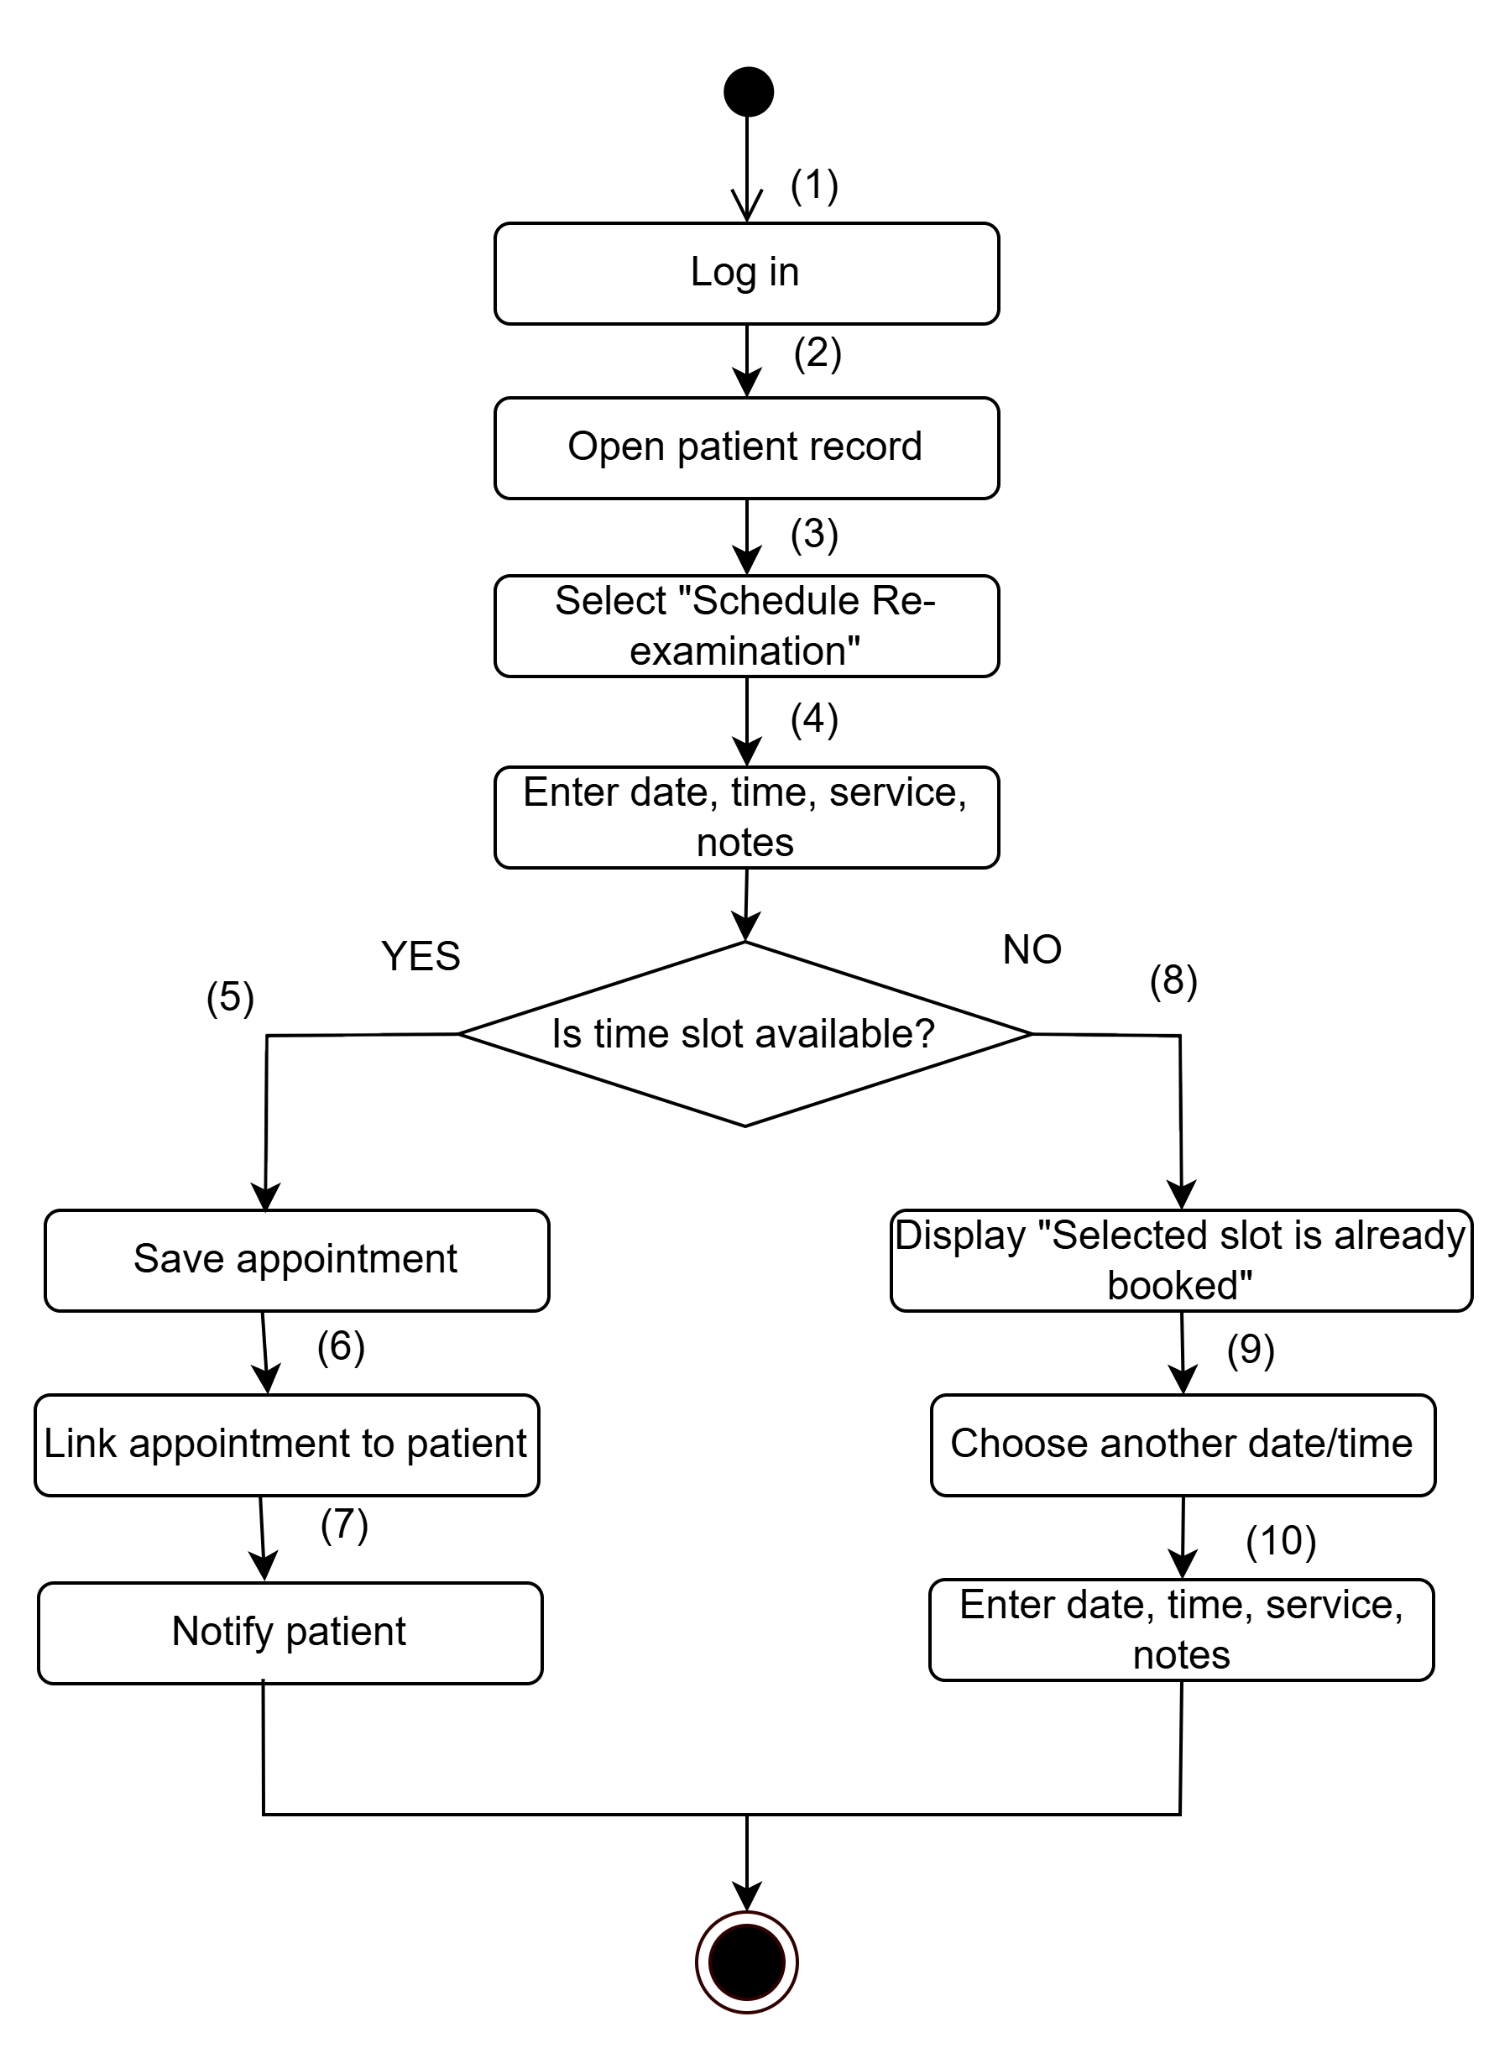 (1)
Log in
(2)
Open patient record
(3)
Select "Schedule Re-
examination"
(4)
Enter date, time, service,
notes
YES
NO
(5)
(8)
Is time slot available?
Save appointment
Display "Selected slot is already
booked"
(6)
(9)
Link appointment to patient
Choose another date/time
(7)
(10)
Notify patient
Enter date, time, service,
notes